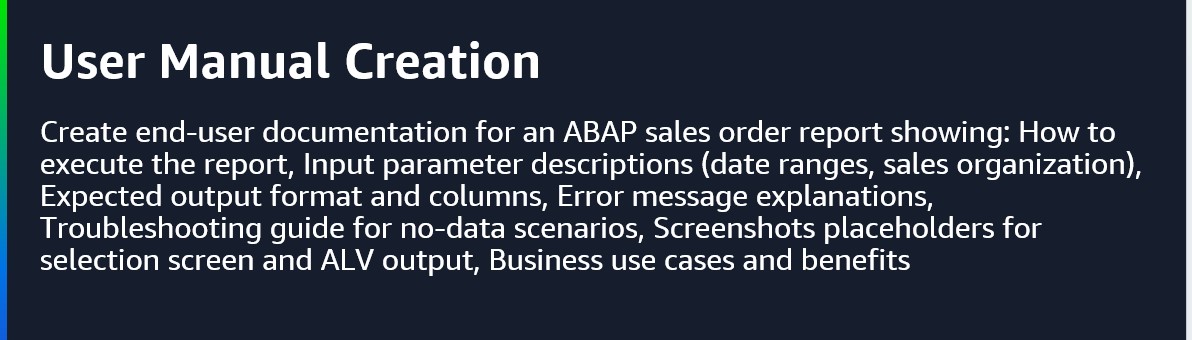 User Manual Creation
Create end-user documentation for an ABAP sales order report showing: How to
execute the report, Input parameter descriptions (date ranges, sales organization),
Expected output format and columns, Error message explanations,
Troubleshooting guide for no-data scenarios, Screenshots placeholders for
selection screen and ALV output, Business use cases and benefits